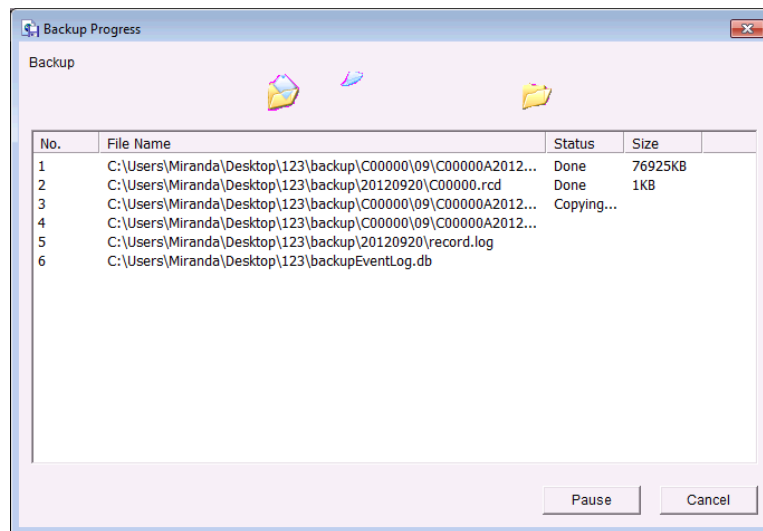 Backup Progress
Backup
No. File Name Status Size
1 C:\Users\Miranda\Desktop\123\backup\C00000\09\C00000A2012... Done 76925KB
2 C:\Users\Miranda\Desktop\123\backup\20120920\C00000.rcd Done 1KB
3 C:\Users\Miranda\Desktop\123\backup\C00000\09\C00000A2012... Copying...
4 C:\Users\Miranda\Desktop\123\backup\C00000\09\C00000A2012...
5 C:\Users\Miranda\Desktop\123\backup\20120920\record.log
6 C:\Users\Miranda\Desktop\123\backupEventLog.db
Pause Cancel